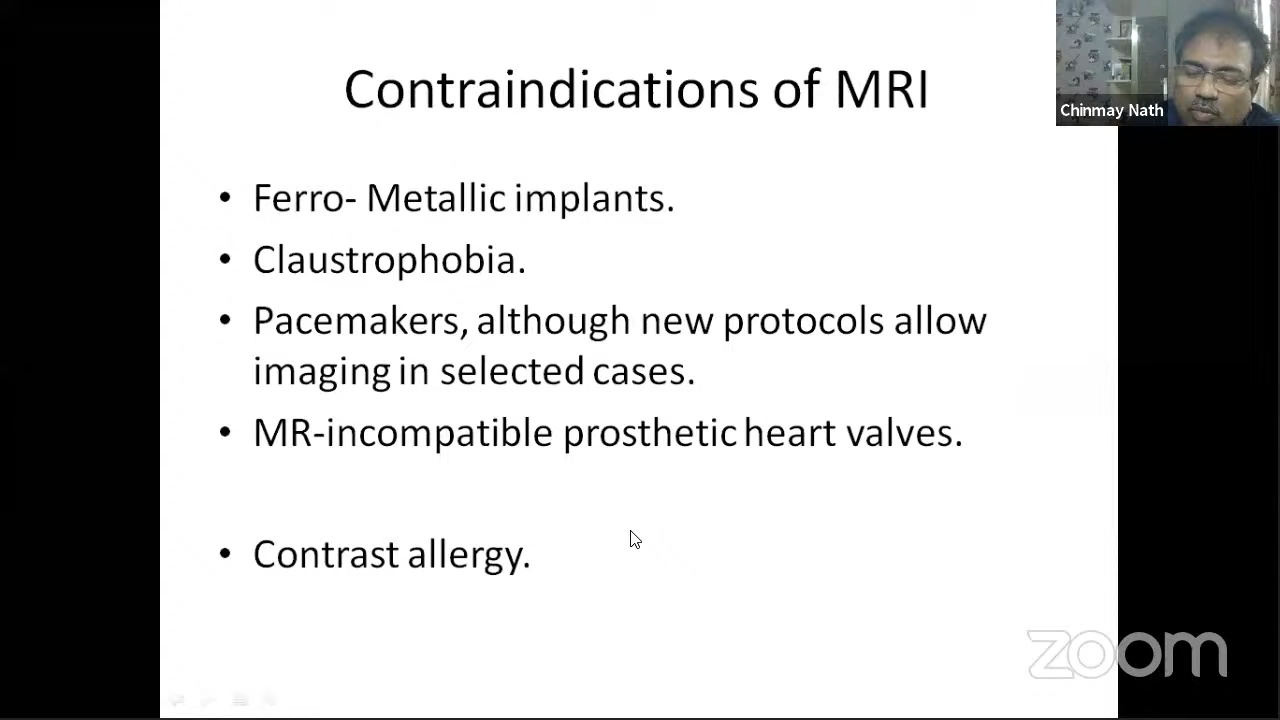 Contraindications of MRI
Chinmay Nath
• Ferro- Metallic implants.
• Claustrophobia.
• Pacemakers, although new protocols allow
imaging in selected cases.
• MR-incompatible prosthetic heart valves.
• Contrast allergy.
zoom